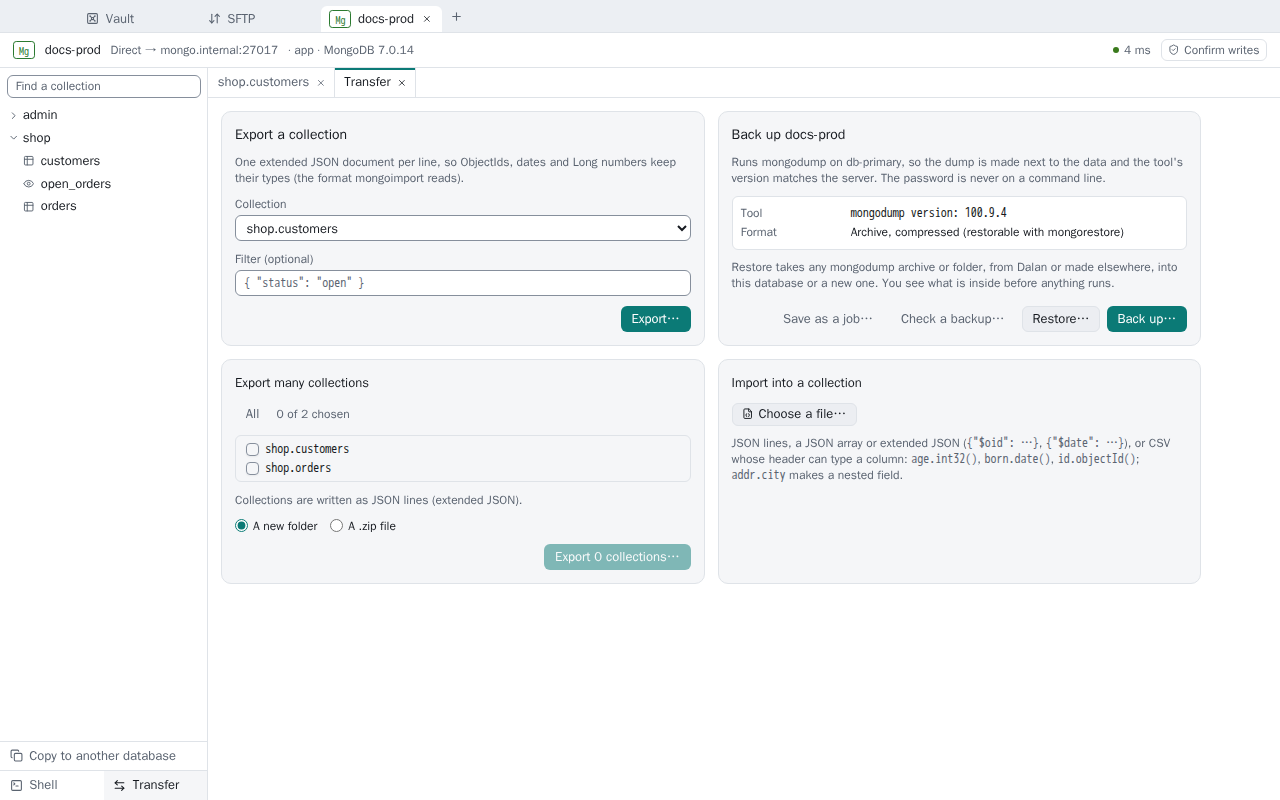 Vault
SFTP
Mg docs-prod
Mg docs-prod Direct → mongo.internal:27017 · app · MongoDB 7.0.14
4 ms
Confirm writes
Find a collection
admin
shop
customers
open_orders
orders
Copy to another database
Shell
Transfer
shop.customers
Transfer
Export a collection
One extended JSON document per line, so ObjectIds, dates and Long numbers keep
their types (the format mongoimport reads).
Collection
shop.customers
Filter (optional)
{ "status": "open" }
Export···
Back up docs-prod
Runs mongodump on db-primary, so the dump is made next to the data and the tool's
version matches the server. The password is never on a command line.
Tool mongodump version: 100.9.4
Format Archive, compressed (restorable with mongorestore)
Restore takes any mongodump archive or folder, from Dalan or made elsewhere, into
this database or a new one. You see what is inside before anything runs.
Save as a job··· Check a backup··· Restore··· Back up···
Export many collections
All 0 of 2 chosen
shop.customers
shop.orders
Collections are written as JSON lines (extended JSON).
A new folder A .zip file
Export 0 collections···
Import into a collection
Choose a file···
JSON lines, a JSON array or extended JSON ({"$oid": ···}, {"$date": ···}), or CSV
whose header can type a column: age.int32(), born.date(), id.objectId();
addr.city makes a nested field.